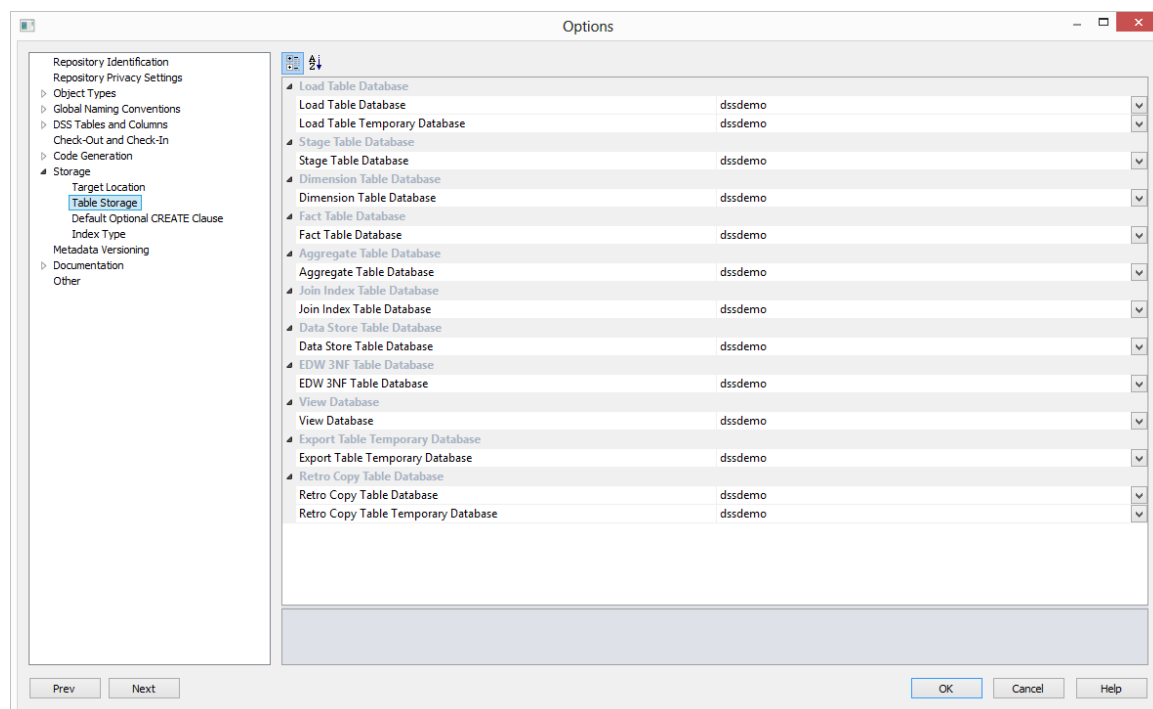 Options
Repository Identification
Repository Privacy Settings
Object Types
Global Naming Conventions
DSS Tables and Columns
Check-Out and Check-In
Code Generation
Storage
Target Location
Table Storage
Default Optional CREATE Clause
Index Type
Metadata Versioning
Documentation
Other
Load Table Database
Load Table Database dssdemo
Load Table Temporary Database dssdemo
Stage Table Database
Stage Table Database dssdemo
Dimension Table Database
Dimension Table Database dssdemo
Fact Table Database
Fact Table Database dssdemo
Aggregate Table Database
Aggregate Table Database dssdemo
Join Index Table Database
Join Index Table Database dssdemo
Data Store Table Database
Data Store Table Database dssdemo
EDW 3NF Table Database
EDW 3NF Table Database dssdemo
View Database
View Database dssdemo
Export Table Temporary Database
Export Table Temporary Database dssdemo
Retro Copy Table Database
Retro Copy Table Database dssdemo
Retro Copy Table Temporary Database dssdemo
Prev Next OK Cancel Help